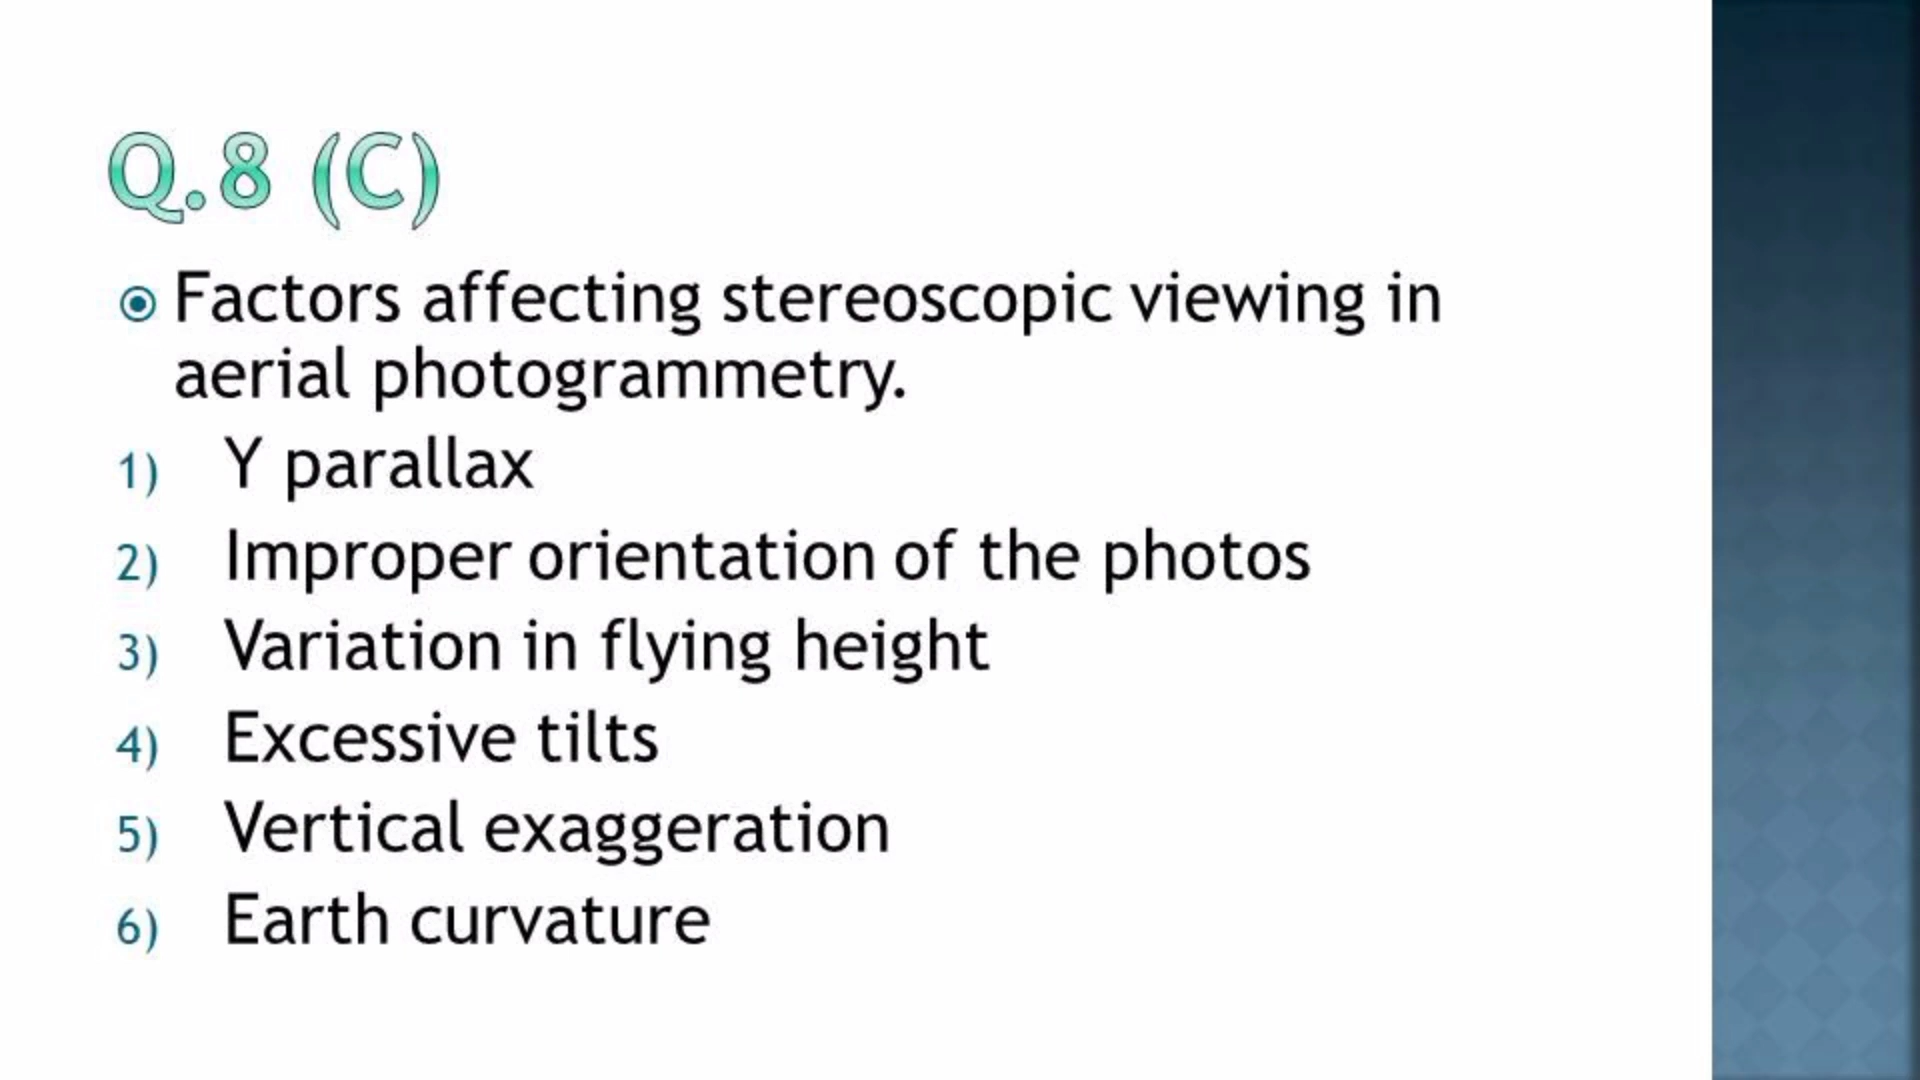 Q.8 (C)
Factors affecting stereoscopic viewing in
aerial photogrammetry.
1) Y parallax
2) Improper orientation of the photos
3) Variation in flying height
4) Excessive tilts
5) Vertical exaggeration
6) Earth curvature